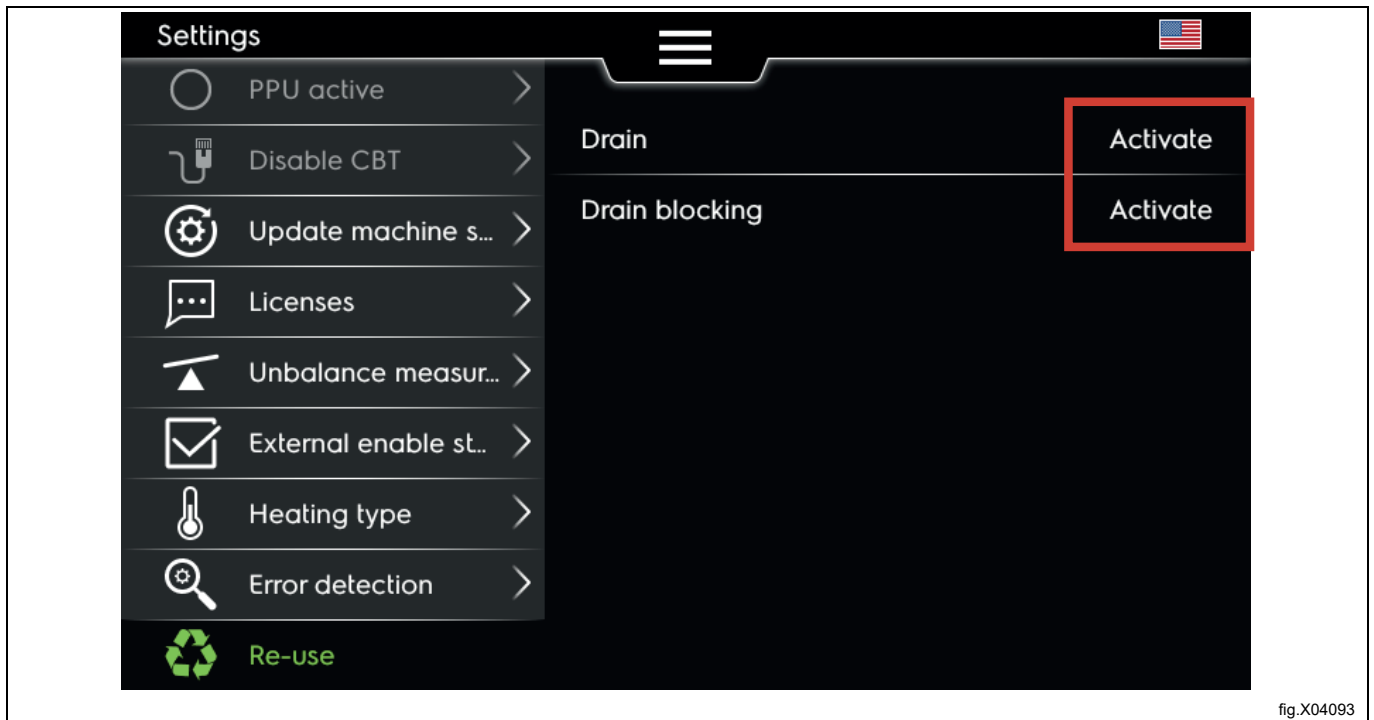 Settings
PPU active
Disable CBT
Update machine s...
Licenses
Unbalance measur...
External enable st...
Heating type
Error detection
Re-use
Drain Activate
Drain blocking Activate
fig.X04093